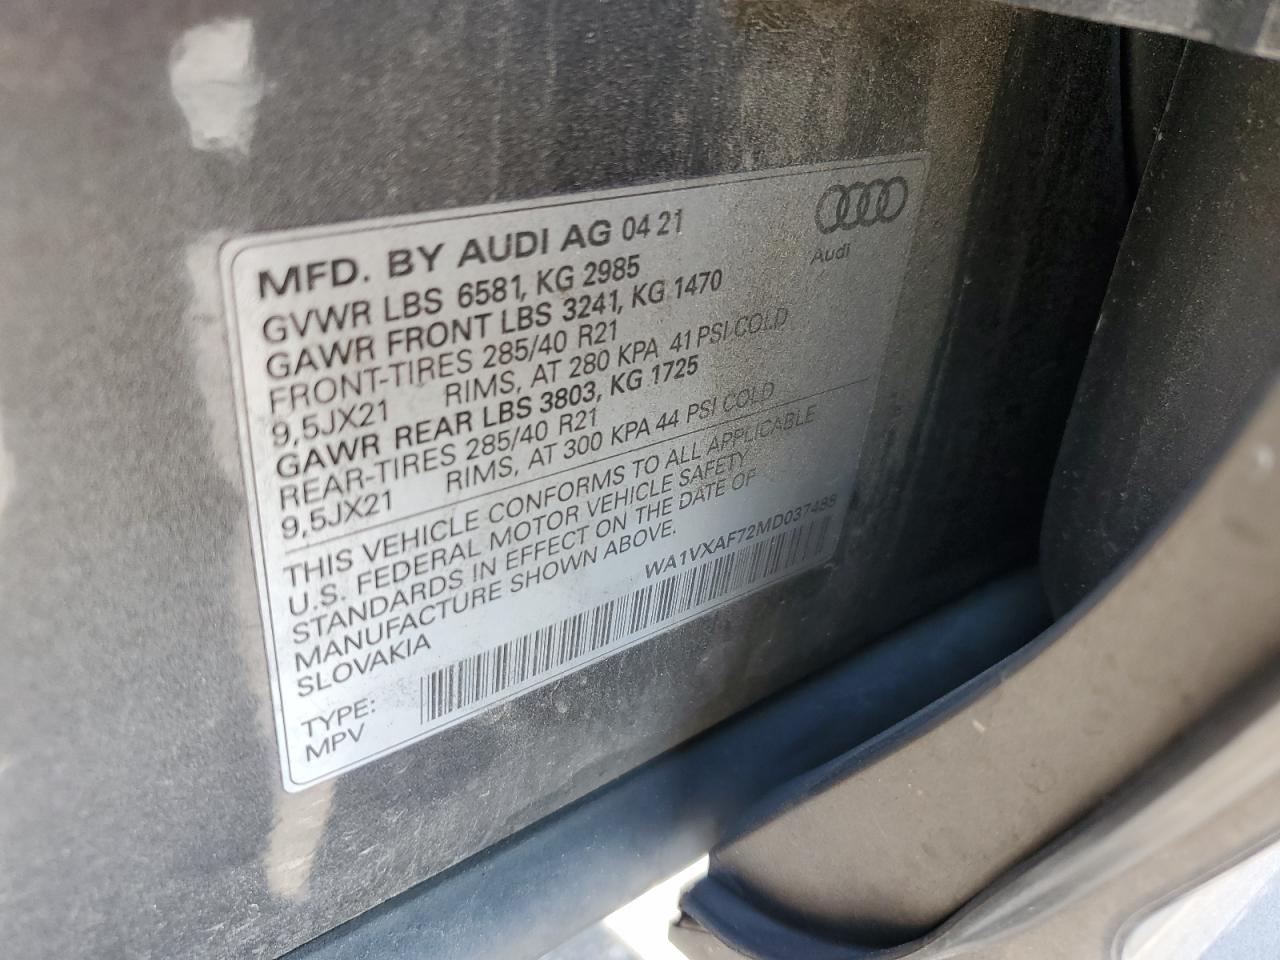 MFD. BY AUDI AG 04 21
Audi
GVWR LBS 6581, KG 2985
GAWR FRONT LBS 3241, KG 1470
FRONT-TIRES 285/40 R21
9,5JX21 RIMS, AT 280 KPA 41 PSI COLD
GAWR REAR LBS 3803, KG 1725
REAR-TIRES 285/40 R21
9,5JX21 RIMS, AT 300 KPA 44 PSI COLD
THIS VEHICLE CONFORMS TO ALL APPLICABLE
U.S. FEDERAL MOTOR VEHICLE SAFETY
STANDARDS IN EFFECT ON THE DATE OF
MANUFACTURE SHOWN ABOVE.
SLOVAKIA
WA1VXAF72MD037488
TYPE:
MPV